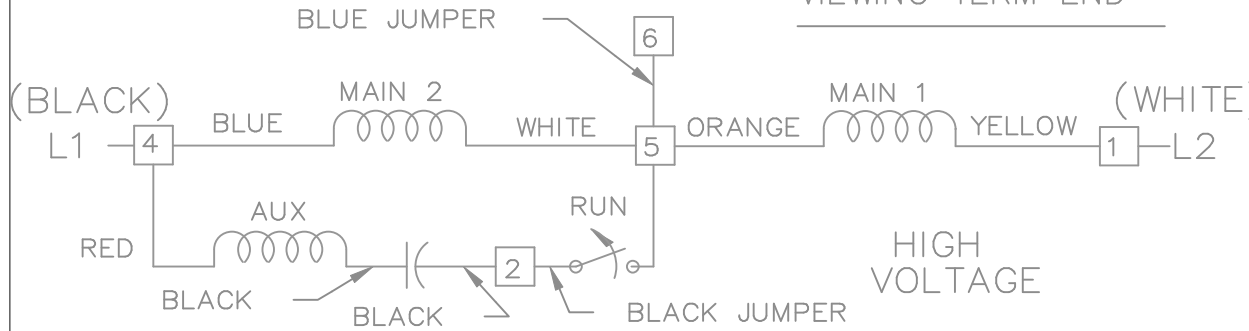 BLUE JUMPER
VIEWING TERM END
6
(BLACK)
L1
4
BLUE
MAIN 2
WHITE
5
ORANGE
MAIN 1
YELLOW
1
(WHITE)
L2
RED
AUX
RUN
2
BLACK
BLACK
BLACK JUMPER
HIGH
VOLTAGE